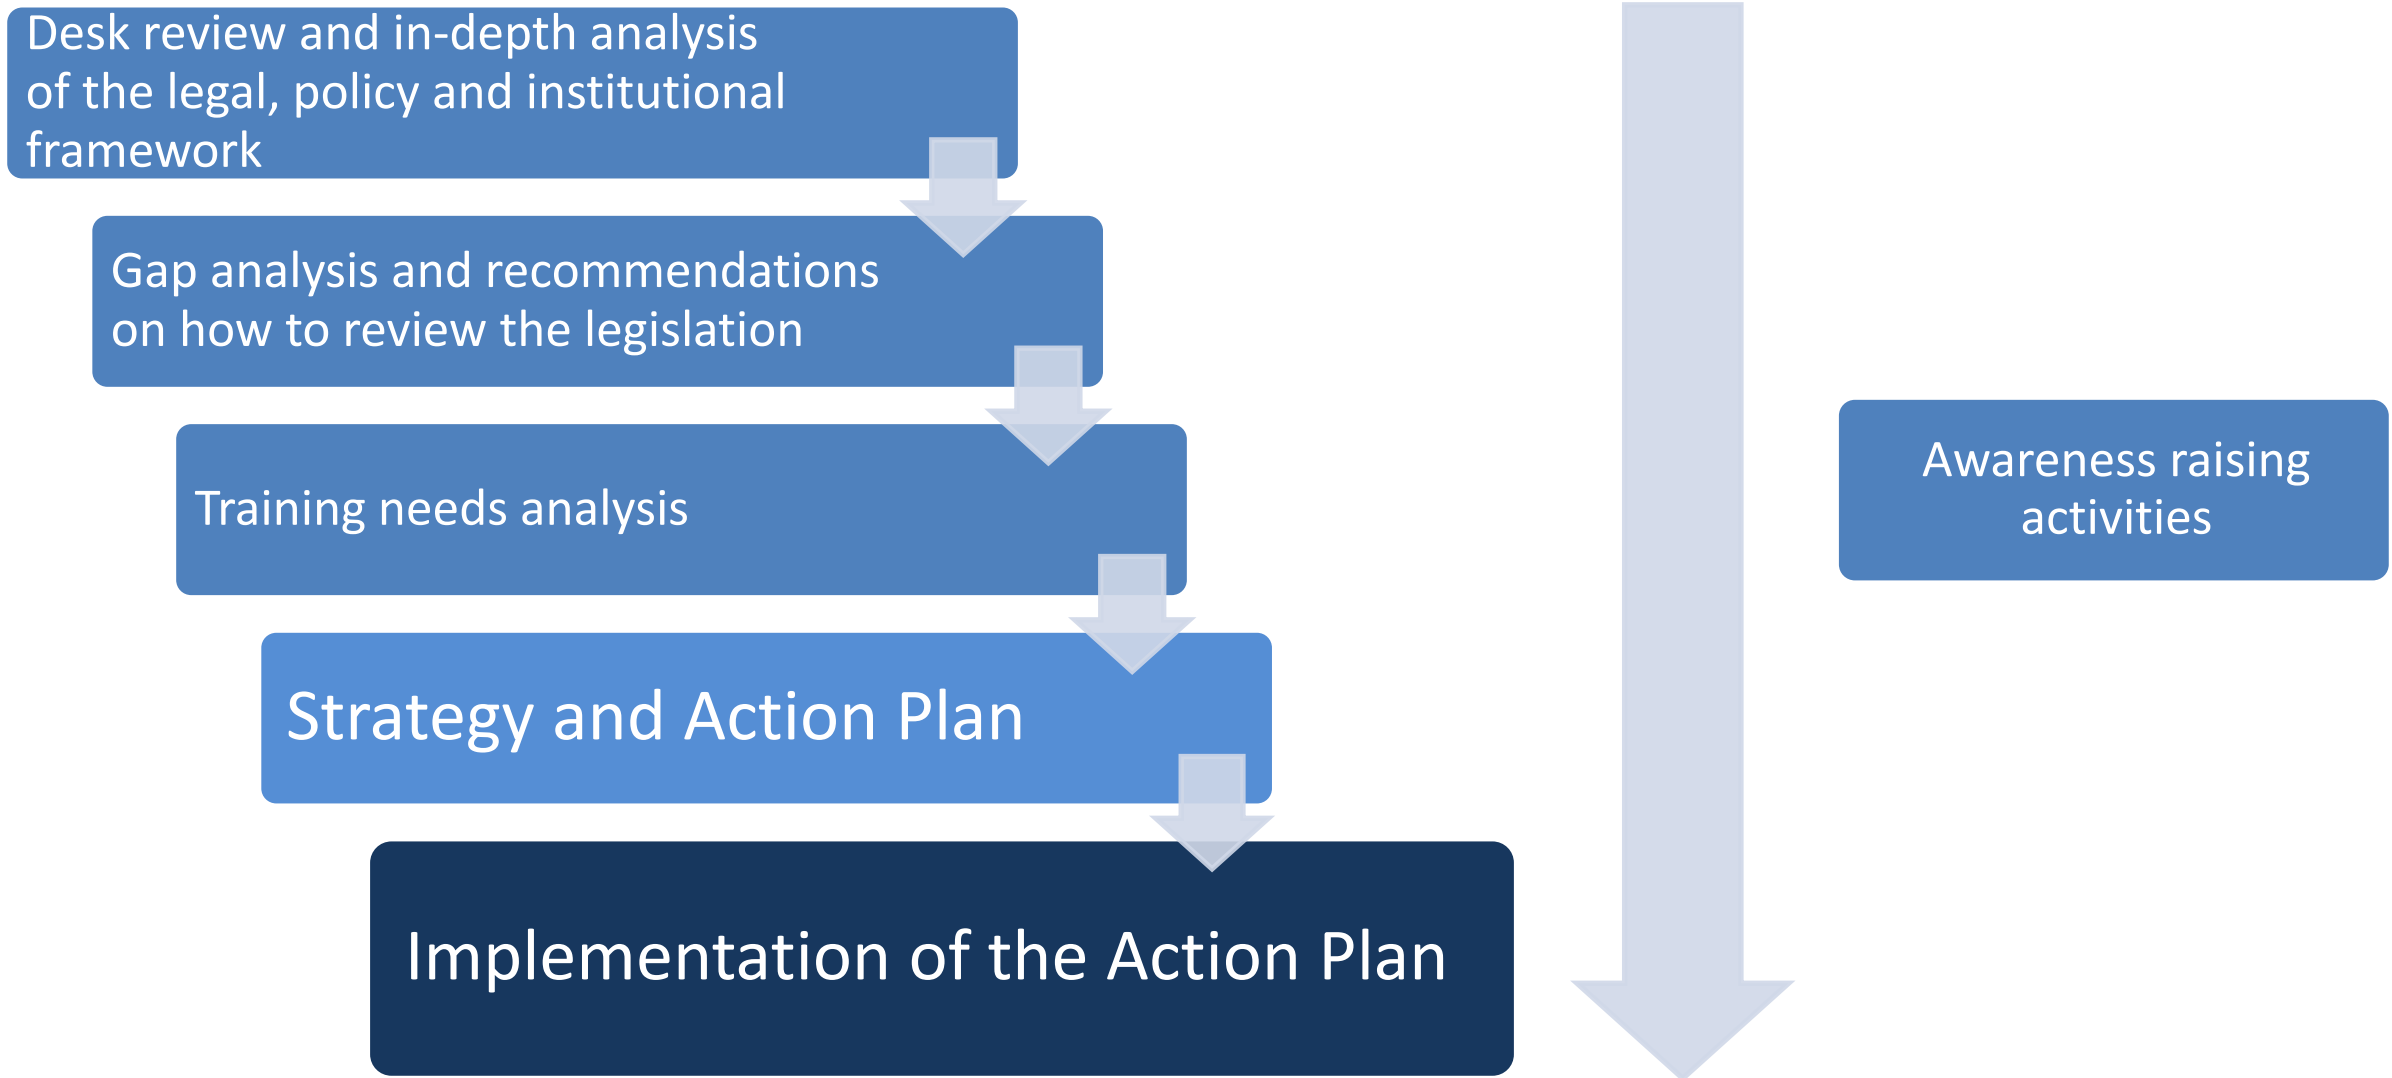 Desk review and in-depth analysis
of the legal, policy and institutional
framework
Gap analysis and recommendations
on how to review the legislation
Training needs analysis
Strategy and Action Plan
Implementation of the Action Plan
Awareness raising
activities